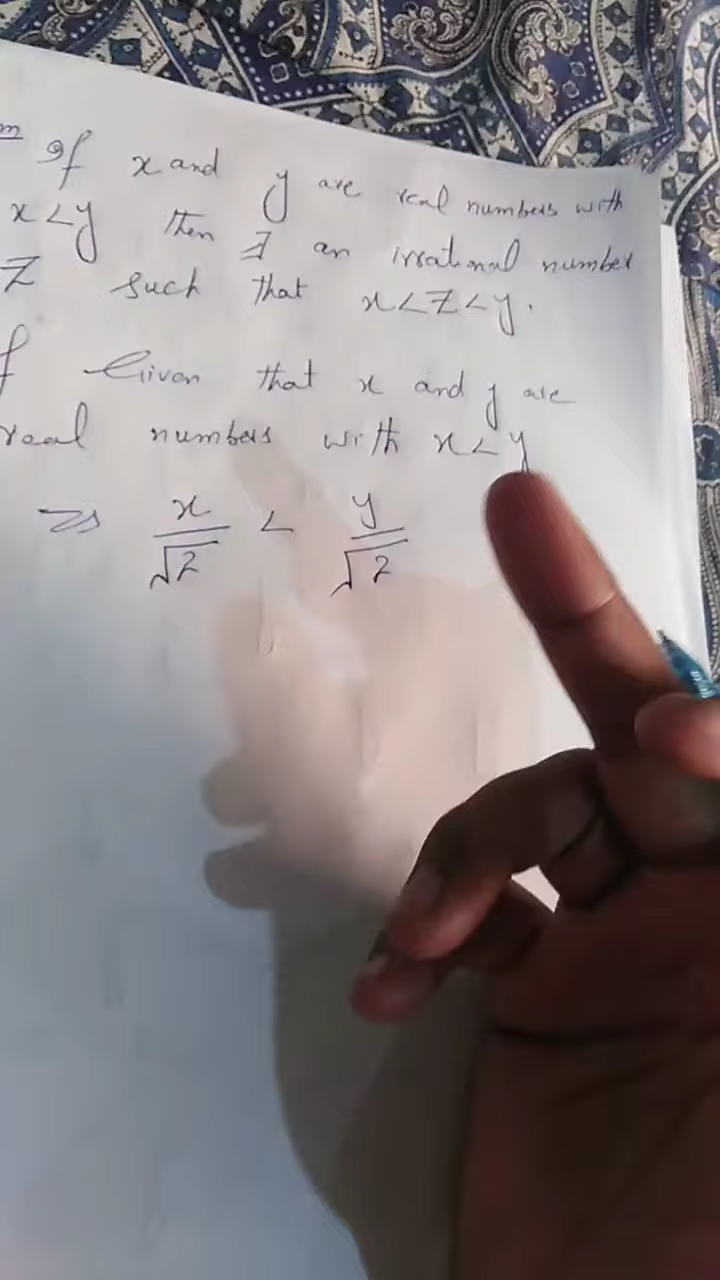 m If x and y are real numbers with
x<y then ∃ an irrational number
Z such that x<Z<y.
f Given that x and y are
real numbers with x<y
⇒ x/√2 < y/√2